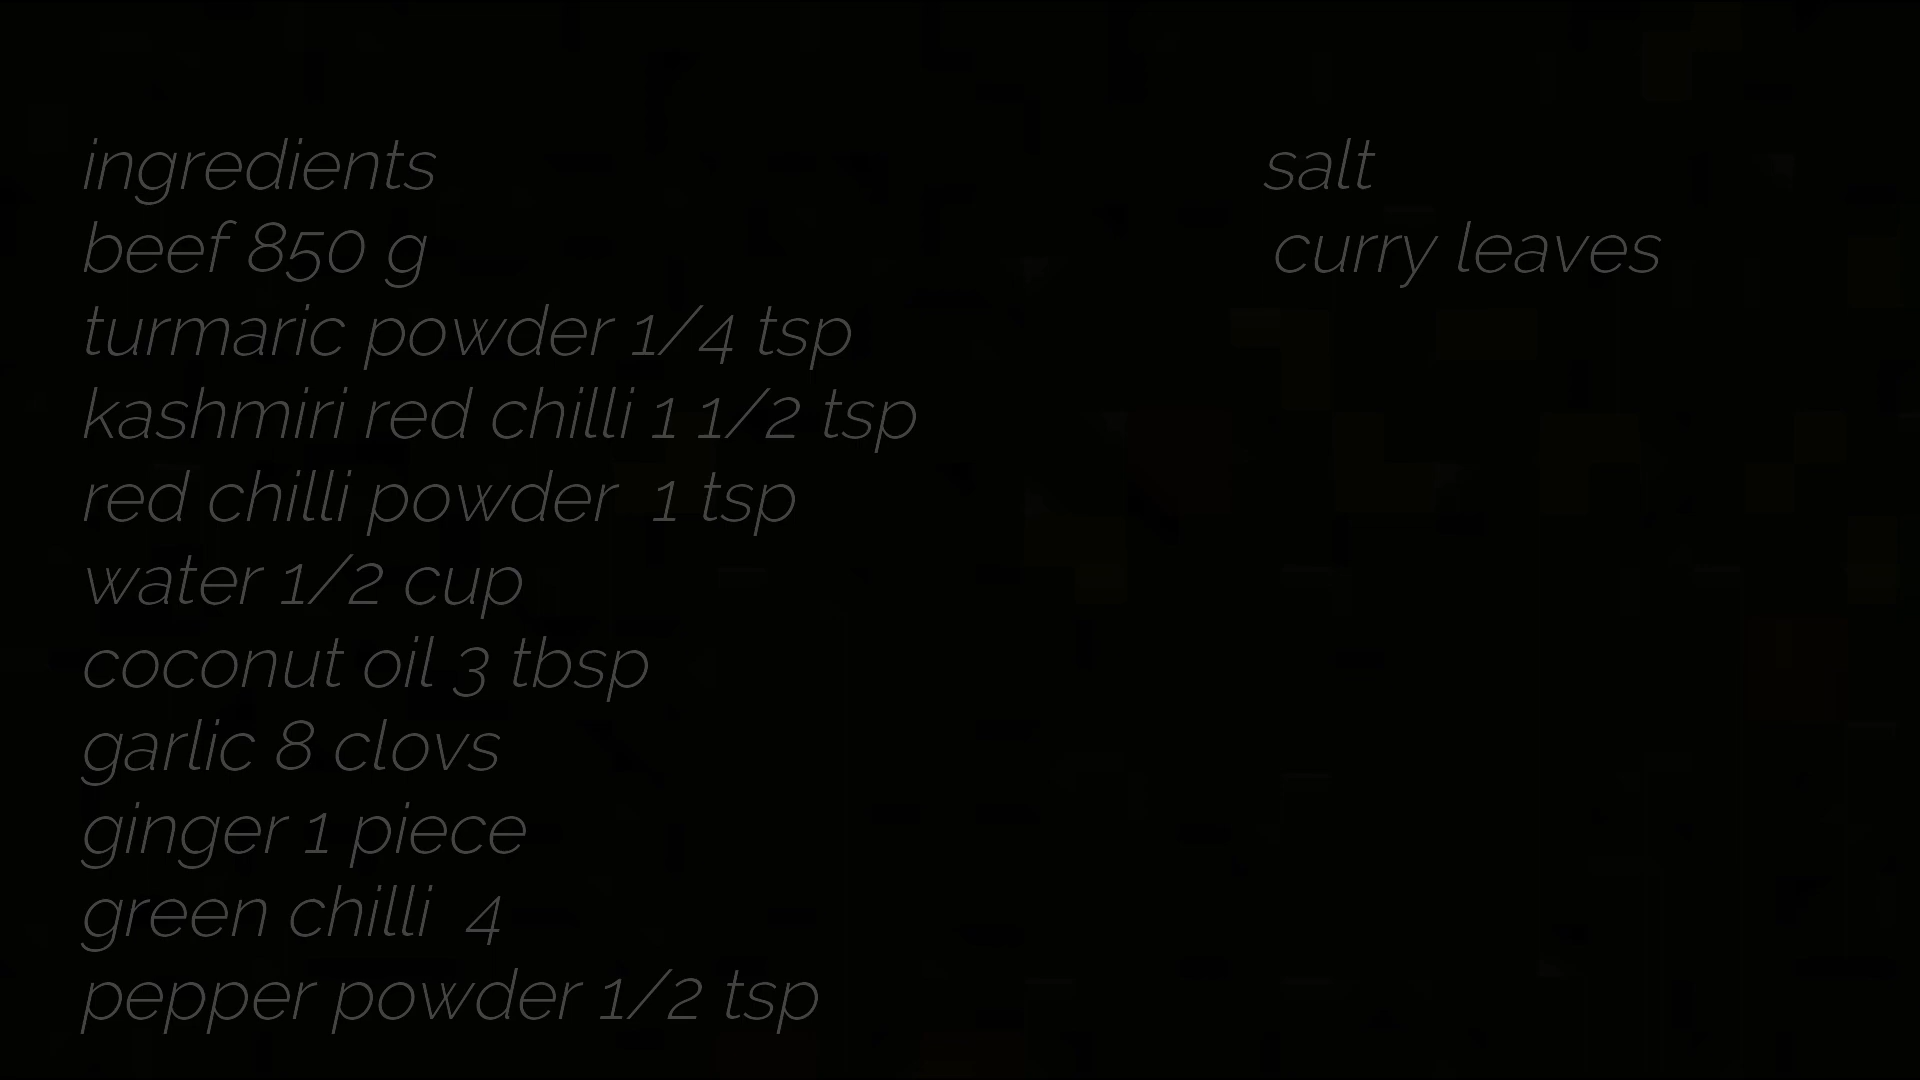 ingredients
beef 850 g
turmaric powder 1/4 tsp
kashmiri red chilli 1 1/2 tsp
red chilli powder 1 tsp
water 1/2 cup
coconut oil 3 tbsp
garlic 8 clovs
ginger 1 piece
green chilli 4
pepper powder 1/2 tsp
salt
curry leaves